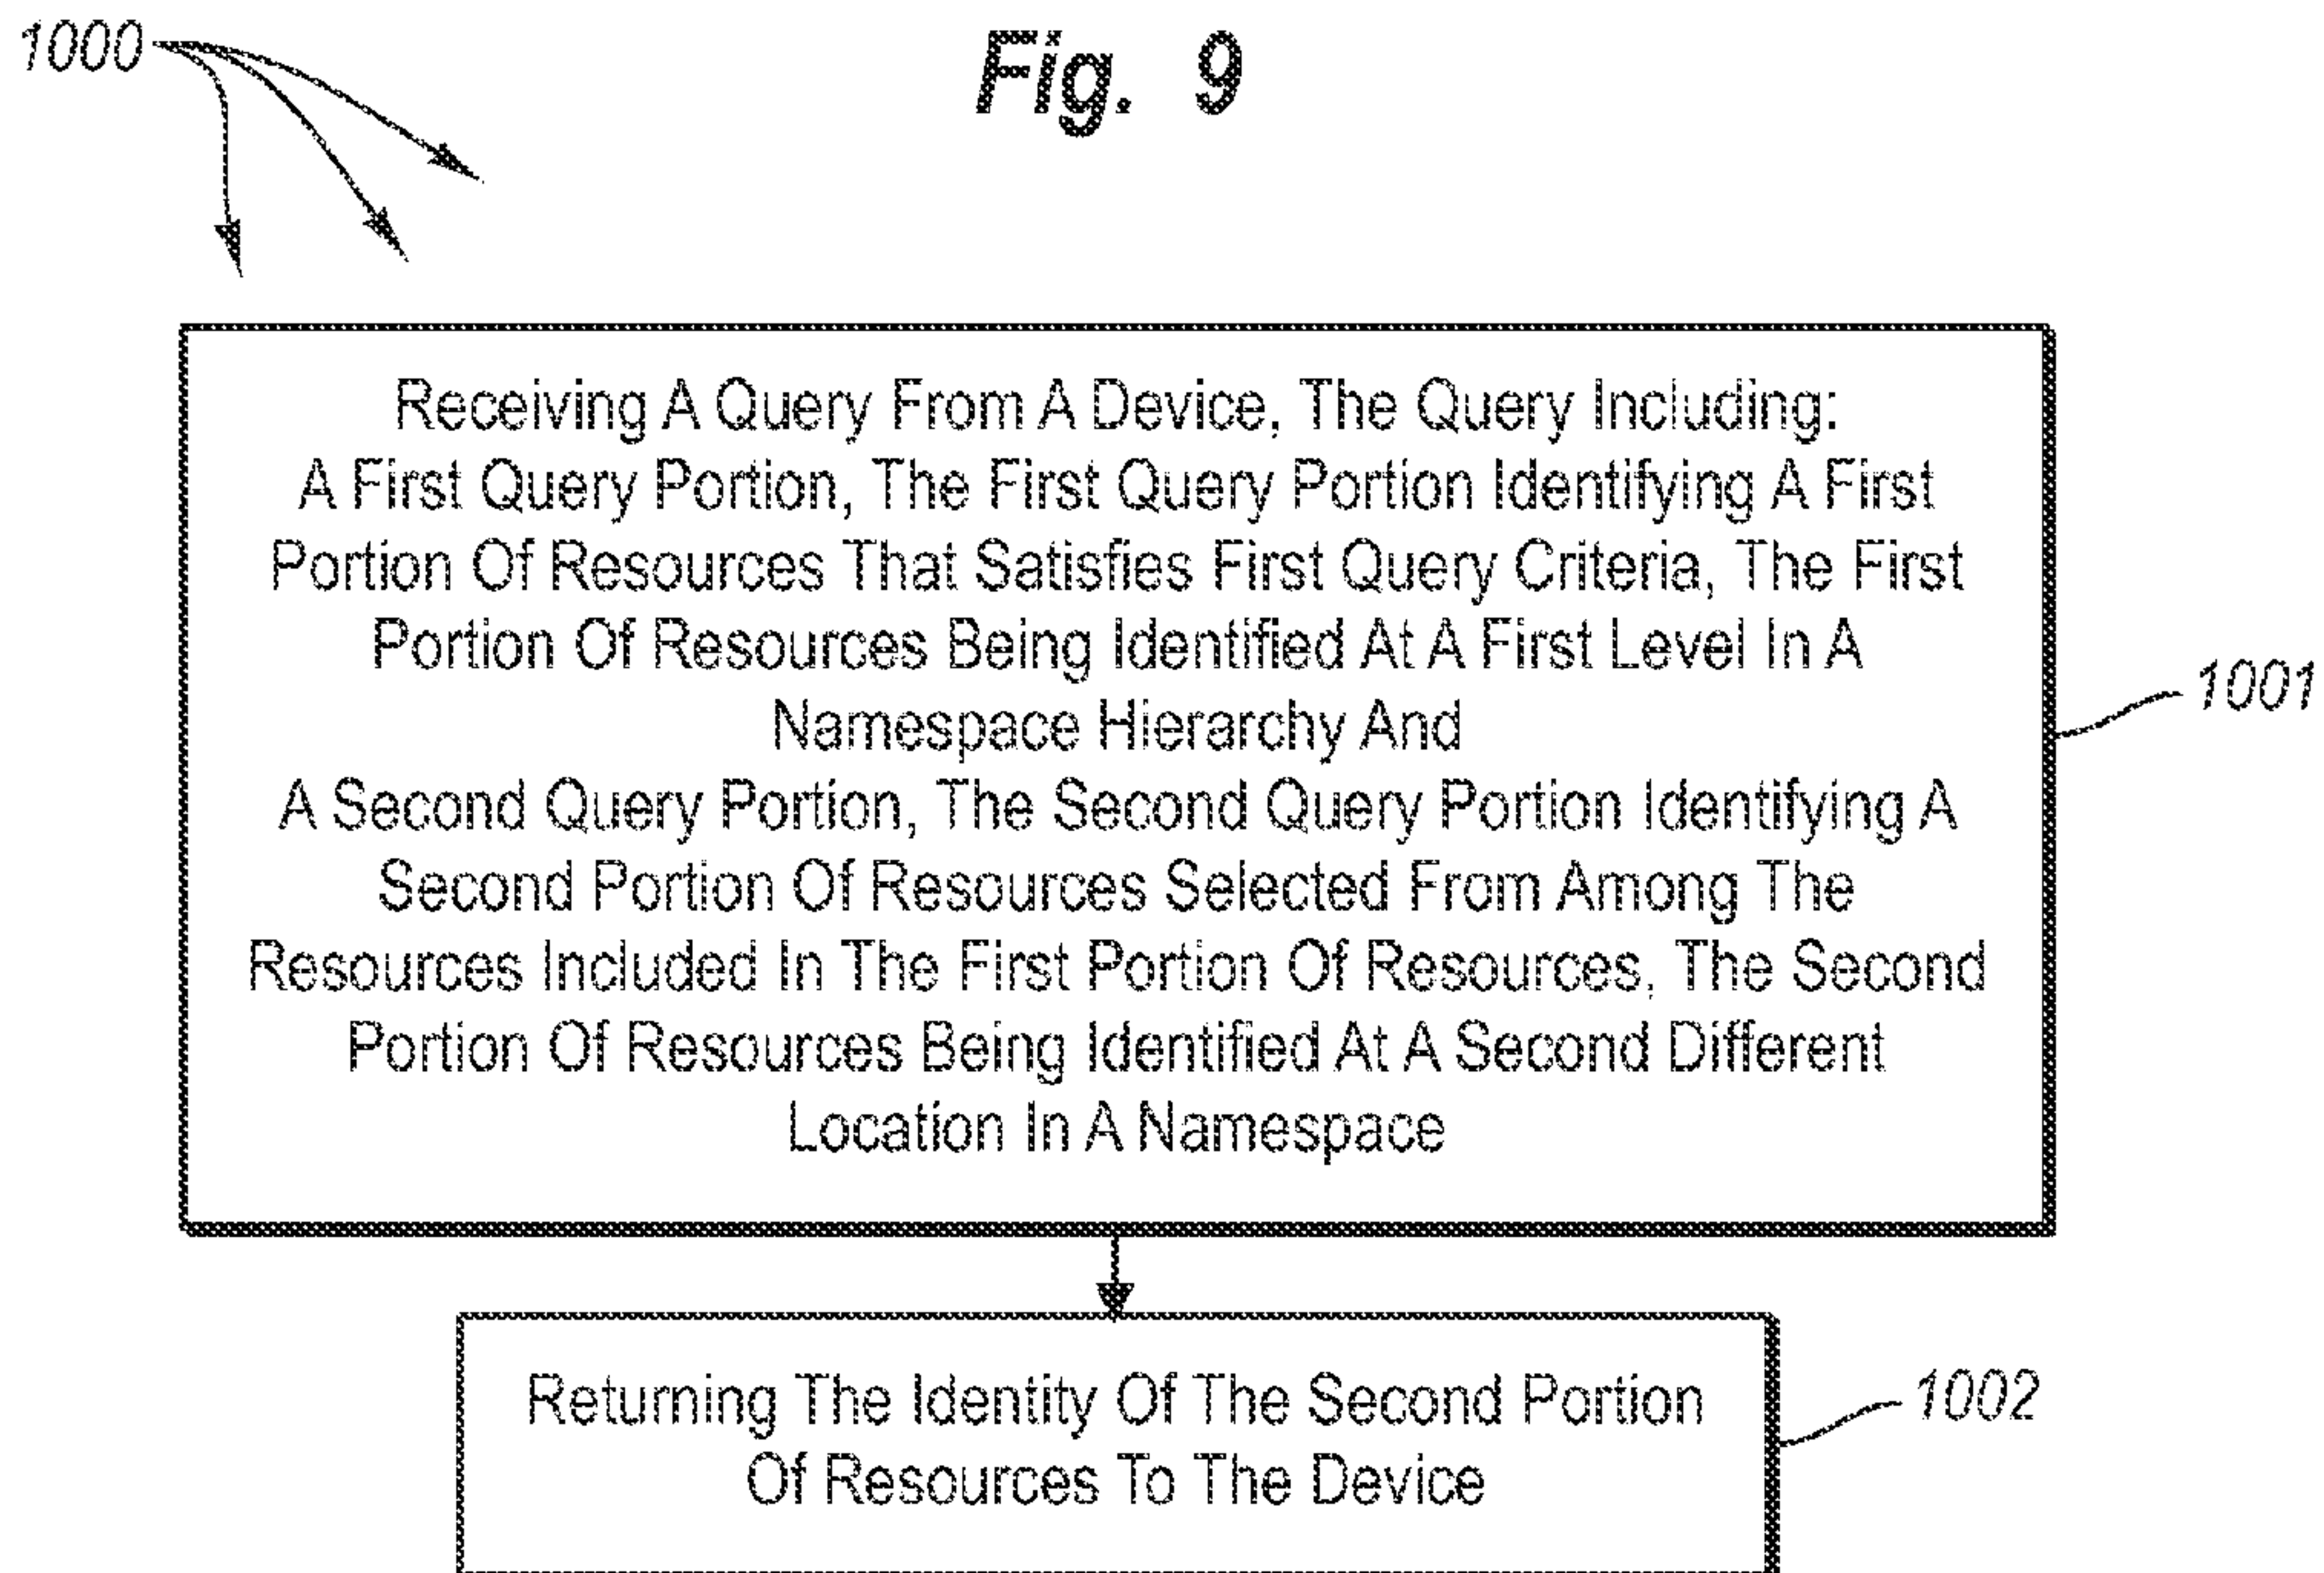 1000
Fig. 9
Receiving A Query From A Device, The Query Including:
A First Query Portion, The First Query Portion Identifying A First
Portion Of Resources That Satisfies First Query Criteria, The First
Portion Of Resources Being Identified At A First Level In A
Namespace Hierarchy And
A Second Query Portion, The Second Query Portion Identifying A
Second Portion Of Resources Selected From Among The
Resources Included In The First Portion Of Resources, The Second
Portion Of Resources Being Identified At A Second Different
Location In A Namespace
1001
Returning The Identity Of The Second Portion
Of Resources To The Device
1002